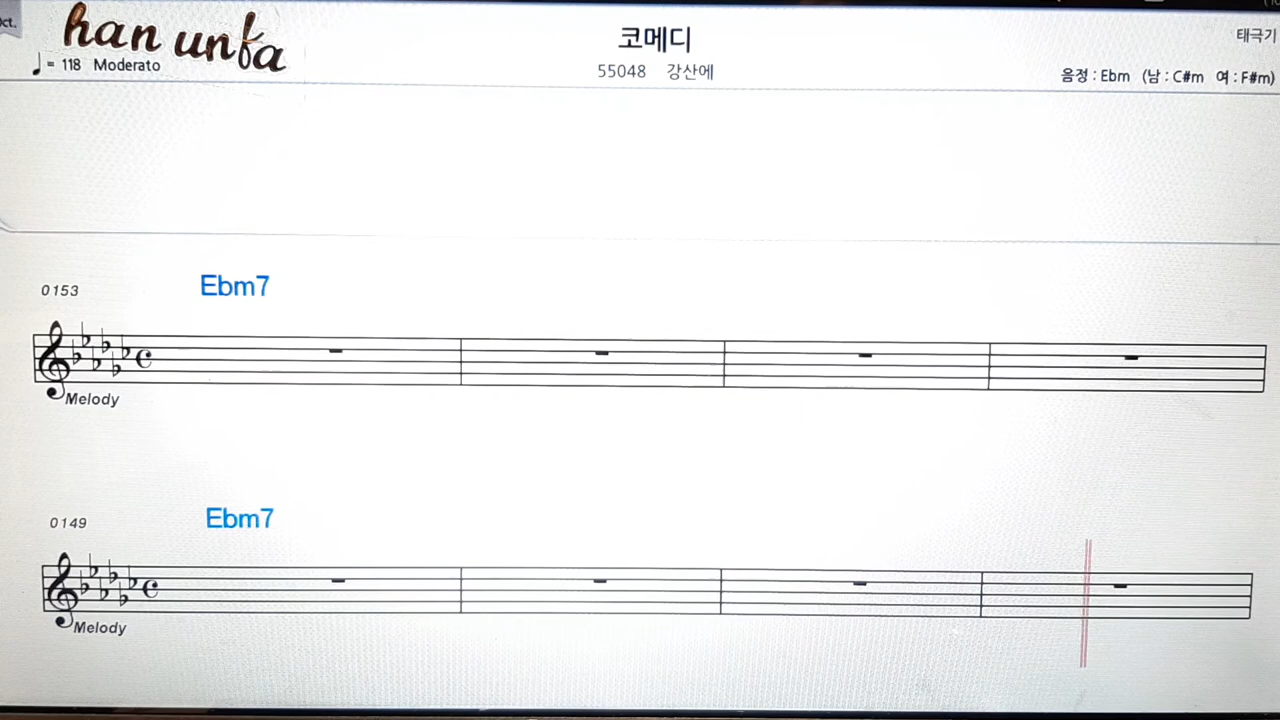 Oct.
han unfa
♩= 118 Moderato
코메디
55048 강산에
태극기
음정 : Ebm (남 : C#m 여 : F#m)
0153
Ebm7
Melody
0149
Ebm7
Melody